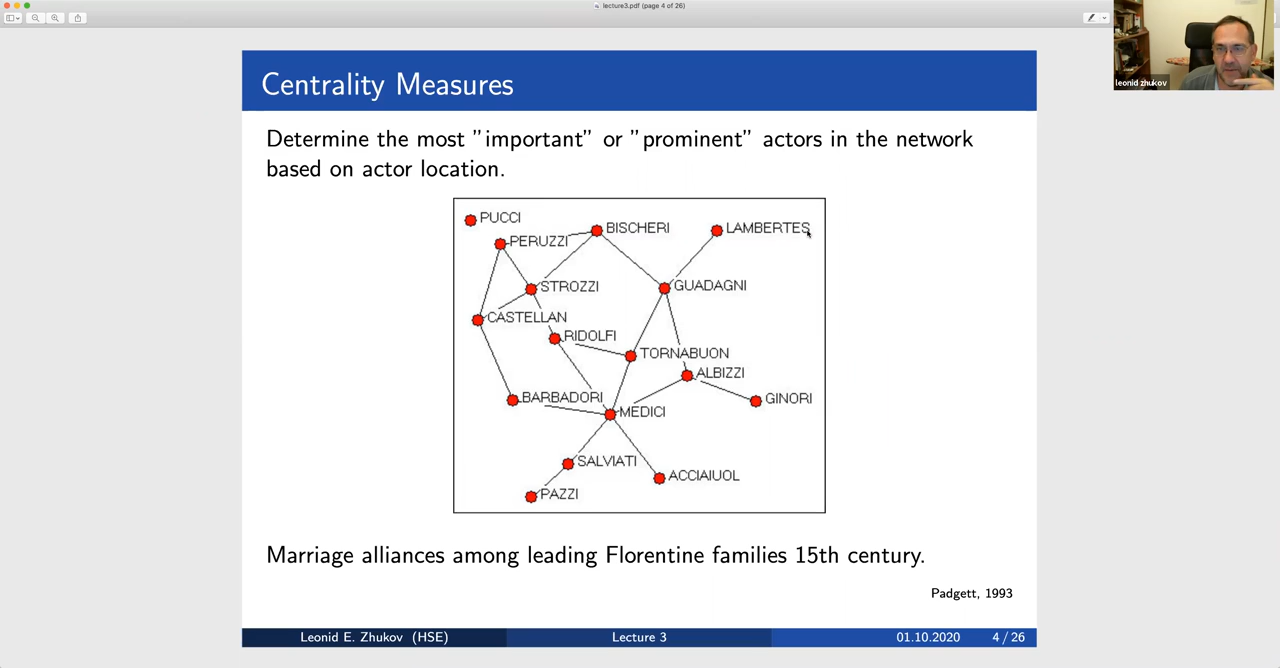 lecture3.pdf (page 4 of 26)
leonid zhukov
Centrality Measures
Determine the most "important" or "prominent" actors in the network
based on actor location.
PUCCI
BISCHERI
LAMBERTES
PERUZZI
STROZZI
GUADAGNI
CASTELLAN
RIDOLFI
TORNABUON
ALBIZZI
BARBADORI
GINORI
MEDICI
SALVIATI
ACCIAIUOL
PAZZI
Marriage alliances among leading Florentine families 15th century.
Padgett, 1993
Leonid E. Zhukov (HSE) Lecture 3 01.10.2020 4 / 26